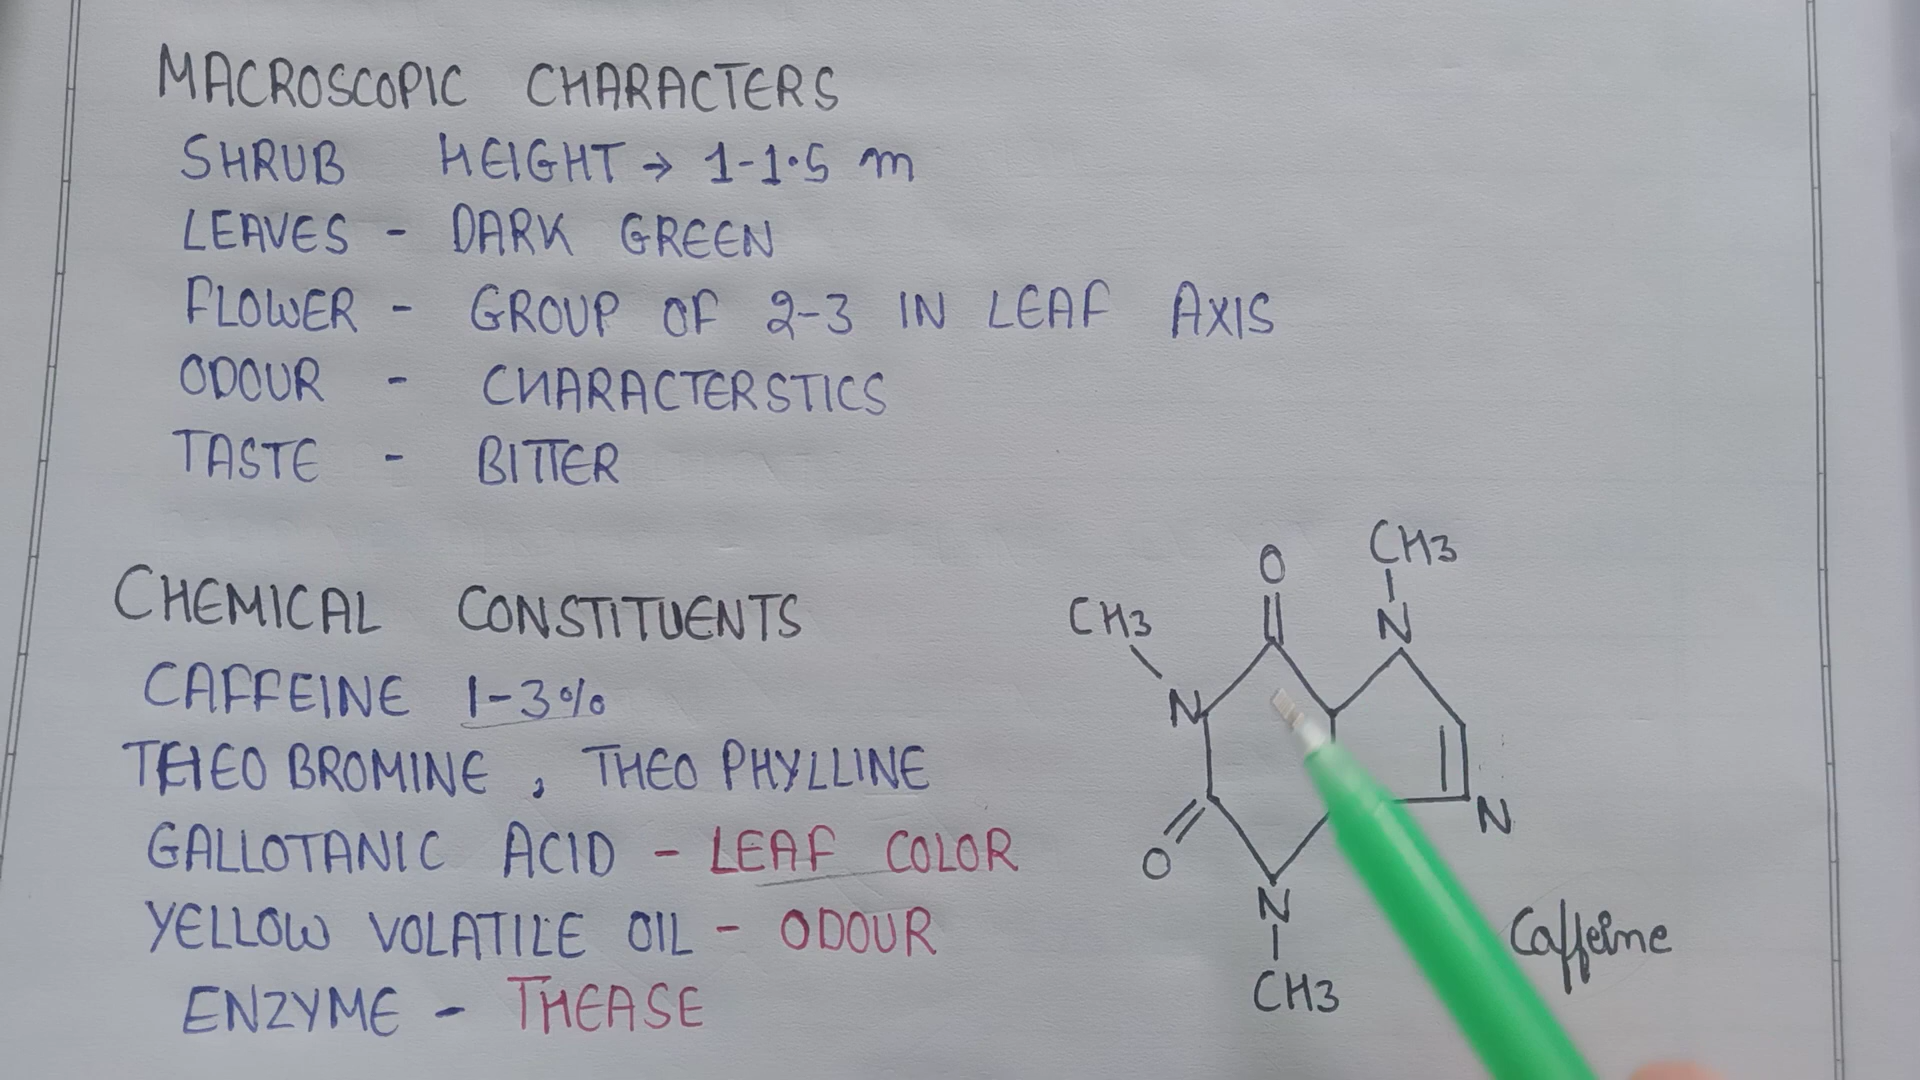 MACROSCOPIC CHARACTERS
SHRUB HEIGHT → 1-1.5 m
LEAVES - DARK GREEN
FLOWER - GROUP OF 2-3 IN LEAF AXIS
ODOUR - CHARACTERSTICS
TASTE - BITTER
CHEMICAL CONSTITUENTS
CAFFEINE 1-3%
THEO BROMINE, THEO PHYLLINE
GALLOTANIC ACID - LEAF COLOR
YELLOW VOLATILE OIL - ODOUR
ENZYME - THEASE
CH3
O
CH3
N
N
O
N
N
CH3
Caffeine